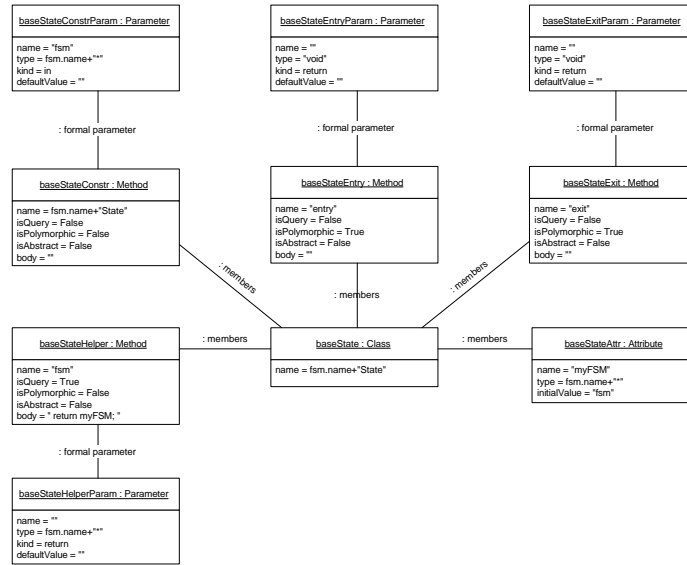 baseStateConstrParam : Parameter
name = "fsm"
type = fsm.name+"*"
kind = in
defaultValue = ""
baseStateEntryParam : Parameter
name = ""
type = "void"
kind = return
defaultValue = ""
baseStateExitParam : Parameter
name = ""
type = "void"
kind = return
defaultValue = ""
: formal parameter
: formal parameter
: formal parameter
baseStateConstr : Method
name = fsm.name+"State"
isQuery = False
isPolymorphic = False
isAbstract = False
body = ""
baseStateEntry : Method
name = "entry"
isQuery = False
isPolymorphic = True
isAbstract = False
body = ""
baseStateExit : Method
name = "exit"
isQuery = False
isPolymorphic = True
isAbstract = False
body = ""
: members
: members
: members
baseStateHelper : Method
name = "fsm"
isQuery = True
isPolymorphic = False
isAbstract = False
body = " return myFSM; "
: members
baseState : Class
name = fsm.name+"State"
: members
baseStateAttr : Attribute
name = "myFSM"
type = fsm.name+"*"
initialValue = "fsm"
: formal parameter
baseStateHelperParam : Parameter
name = ""
type = fsm.name+"*"
kind = return
defaultValue = ""